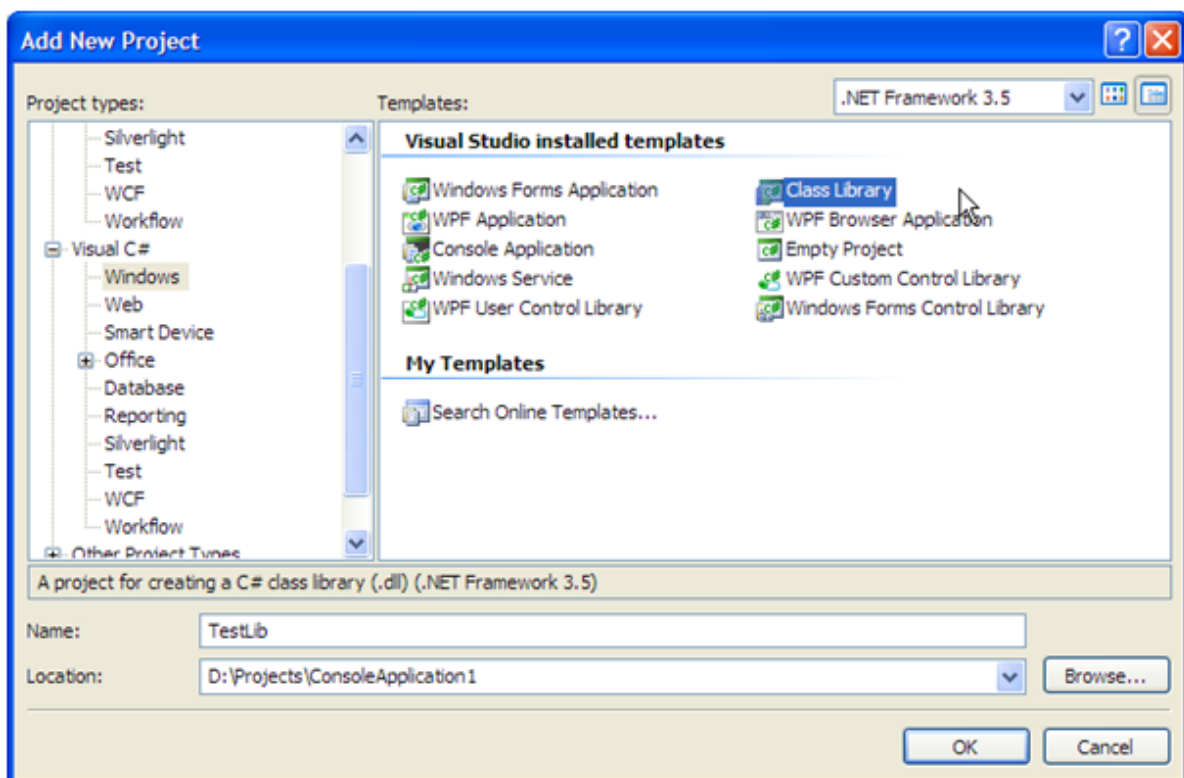 Add New Project
Project types:
Templates:
.NET Framework 3.5
Silverlight
Test
WCF
Workflow
Visual C#
Windows
Web
Smart Device
Office
Database
Reporting
Silverlight
Test
WCF
Workflow
Other Project Types
Visual Studio installed templates
Windows Forms Application
Class Library
WPF Application
WPF Browser Application
Console Application
Empty Project
Windows Service
WPF Custom Control Library
WPF User Control Library
Windows Forms Control Library
My Templates
Search Online Templates...
A project for creating a C# class library (.dll) (.NET Framework 3.5)
Name:
TestLib
Location:
D:\Projects\ConsoleApplication1
Browse...
OK
Cancel